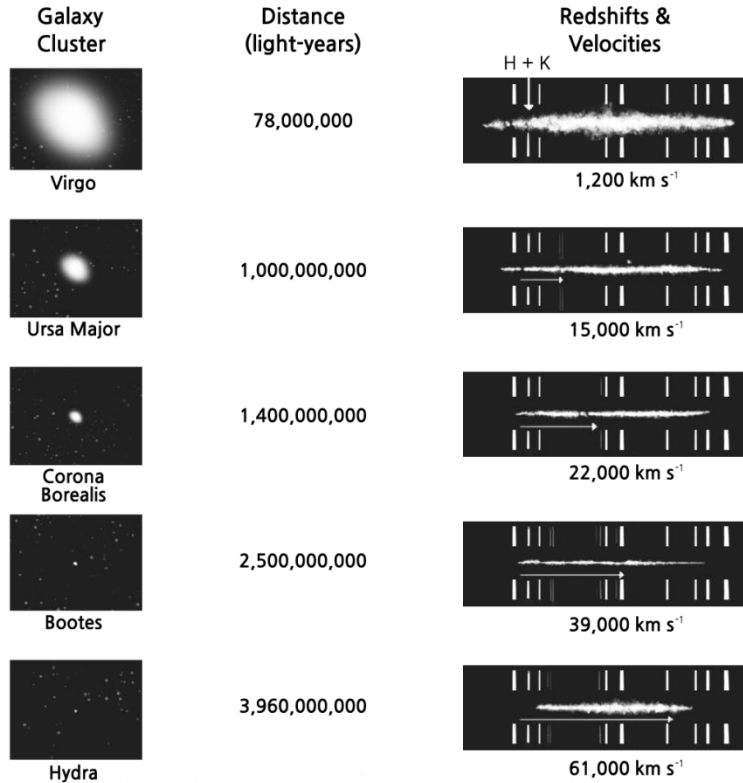 Galaxy
Cluster
Distance
(light-years)
Redshifts &
Velocities
H + K
Virgo
78,000,000
1,200 km s⁻¹
Ursa Major
1,000,000,000
15,000 km s⁻¹
Corona
Borealis
1,400,000,000
22,000 km s⁻¹
Bootes
2,500,000,000
39,000 km s⁻¹
Hydra
3,960,000,000
61,000 km s⁻¹